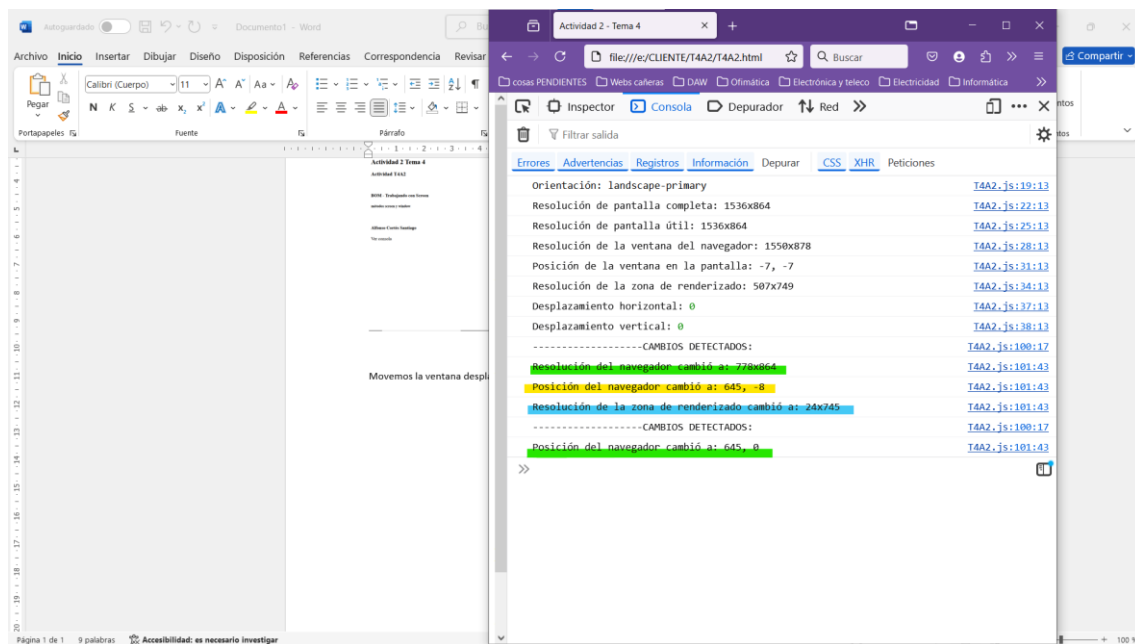 Autoguardado
Documento1 - Word
Bu
Archivo Inicio Insertar Dibujar Diseño Disposición Referencias Correspondencia Revisar
Compartir
Pegar
Calibri (Cuerpo) 11 A^ A˅ Aa A
N K S ab x, x² A A
Portapapeles Fuente Párrafo
ntos
ntos
Actividad 2 Tema 4
Actividad T4A2
Ver consola
Movemos la ventana despl
Página 1 de 1 9 palabras Accesibilidad: es necesario investigar
100 %
Actividad 2 - Tema 4
file:///e:/CLIENTE/T4A2/T4A2.html
Buscar
cosas PENDIENTES Webs cañeras DAW Ofimática Electrónica y teleco Electricidad Informática
Inspector Consola Depurador Red
Filtrar salida
Errores Advertencias Registros Información Depurar CSS XHR Peticiones
Orientación: landscape-primary T4A2.js:19:13
Resolución de pantalla completa: 1536x864 T4A2.js:22:13
Resolución de pantalla útil: 1536x864 T4A2.js:25:13
Resolución de la ventana del navegador: 1550x878 T4A2.js:28:13
Posición de la ventana en la pantalla: -7, -7 T4A2.js:31:13
Resolución de la zona de renderizado: 507x749 T4A2.js:34:13
Desplazamiento horizontal: 0 T4A2.js:37:13
Desplazamiento vertical: 0 T4A2.js:38:13
-------------------CAMBIOS DETECTADOS: T4A2.js:100:17
Resolución del navegador cambió a: 778x864 T4A2.js:101:43
Posición del navegador cambió a: 645, -8 T4A2.js:101:43
Resolución de la zona de renderizado cambió a: 24x745 T4A2.js:101:43
-------------------CAMBIOS DETECTADOS: T4A2.js:100:17
Posición del navegador cambió a: 645, 0 T4A2.js:101:43